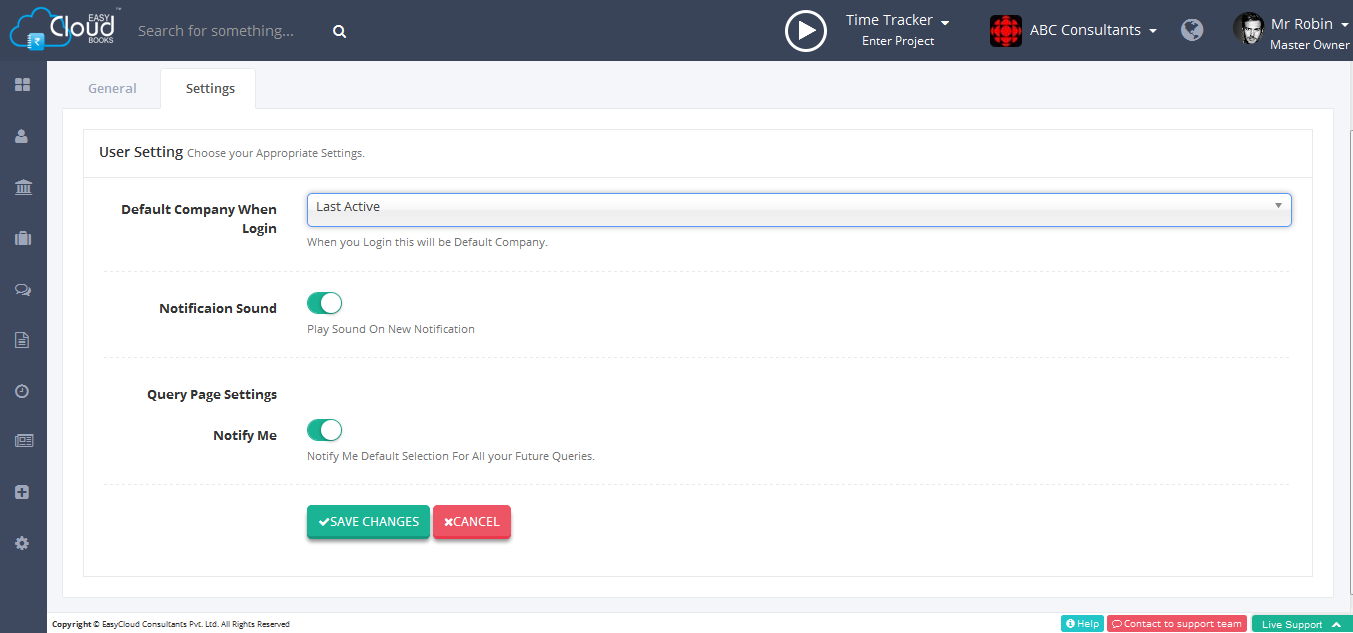 EASY
Cloud
BOOKS
™
Search for something...
Time Tracker
Enter Project
ABC Consultants
Mr Robin
Master Owner
General
Settings
User Setting Choose your Appropriate Settings.
Default Company When
Login
Last Active
When you Login this will be Default Company.
Notificaion Sound
Play Sound On New Notification
Query Page Settings
Notify Me
Notify Me Default Selection For All your Future Queries.
SAVE CHANGES
CANCEL
Copyright © EasyCloud Consultants Pvt. Ltd. All Rights Reserved
Help
Contact to support team
Live Support